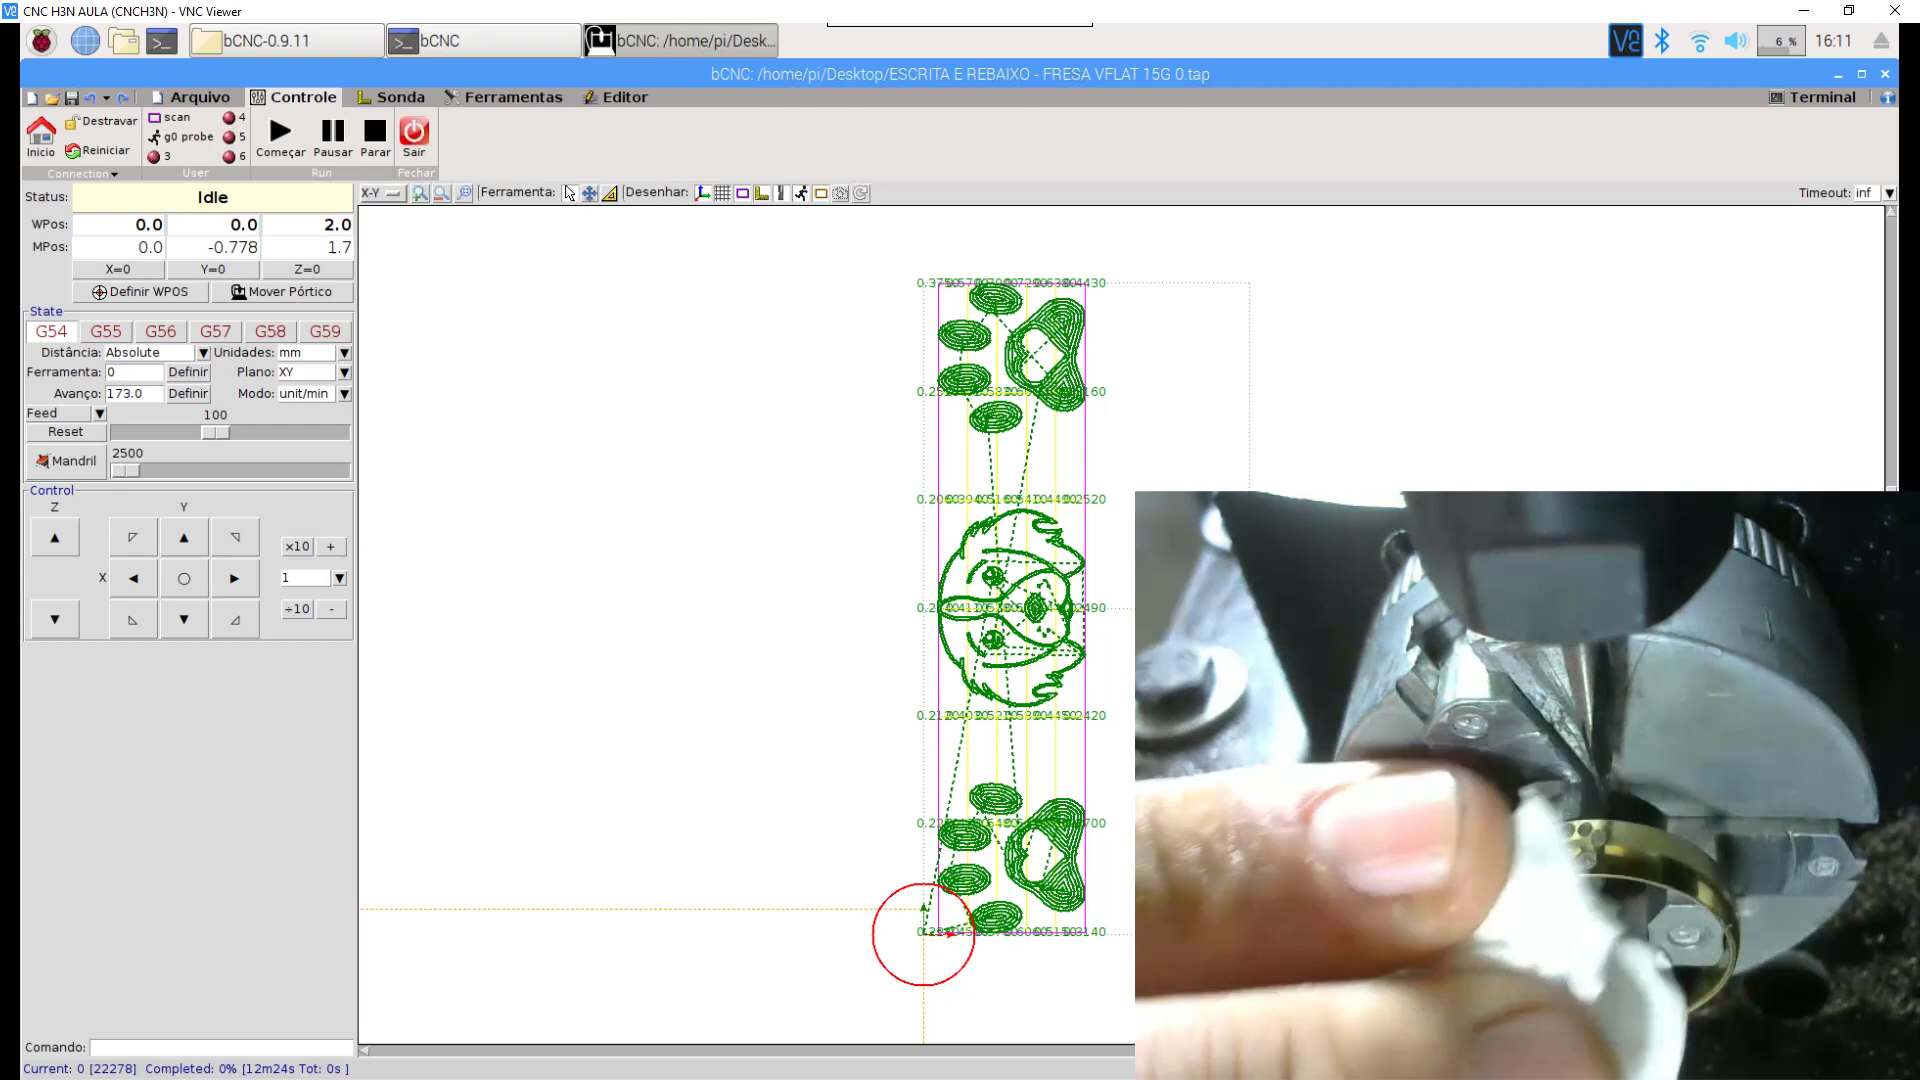 CNC H3N AULA (CNCH3N) - VNC Viewer
bCNC-0.9.11
bCNC
bCNC: /home/pi/Desk...
6 %
16:11
bCNC: /home/pi/Desktop/ESCRITA E REBAIXO - FRESA VFLAT 15G 0.tap
Arquivo Controle Sonda Ferramentas Editor Terminal
Inicio
Destravar
Reiniciar
Connection
scan
g0 probe
3
4
5
6
User
Começar
Pausar
Parar
Run
Sair
Fechar
Status: Idle
WPos: 0.0 0.0 2.0
MPos: 0.0 -0.778 1.7
X=0 Y=0 Z=0
Definir WPOS
Mover Pórtico
State
G54 G55 G56 G57 G58 G59
Distância: Absolute Unidades: mm
Ferramenta: 0 Definir Plano: XY
Avanço: 173.0 Definir Modo: unit/min
Feed 100
Reset
Mandril 2500
Control
Z Y
X
×10 +
1
÷10 -
Comando:
Current: 0 [22278] Completed: 0% [12m24s Tot: 0s ]
X-Y Ferramenta: Desenhar: Timeout: inf